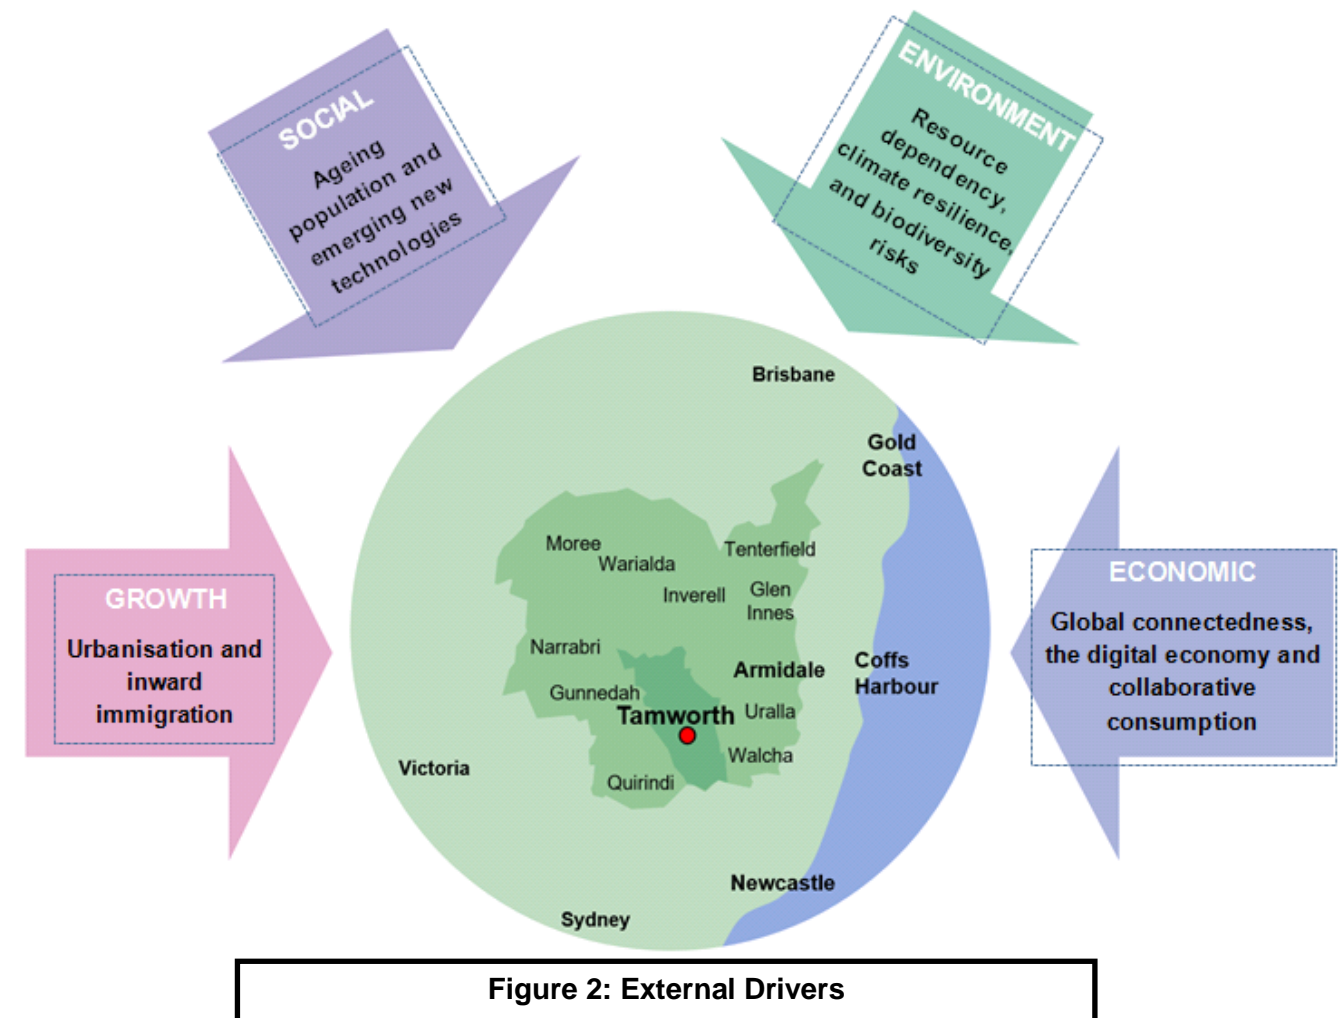 SOCIAL
Ageing
population and
emerging new
technologies
ENVIRONMENT
Resource
dependency,
climate resilience,
and biodiversity
risks
GROWTH
Urbanisation and
inward
immigration
ECONOMIC
Global connectedness,
the digital economy and
collaborative
consumption
Brisbane
Gold
Coast
Moree
Warialda
Tenterfield
Inverell
Glen
Innes
Narrabri
Armidale
Coffs
Harbour
Gunnedah
Tamworth
Uralla
Walcha
Victoria
Quirindi
Newcastle
Sydney
Figure 2: External Drivers